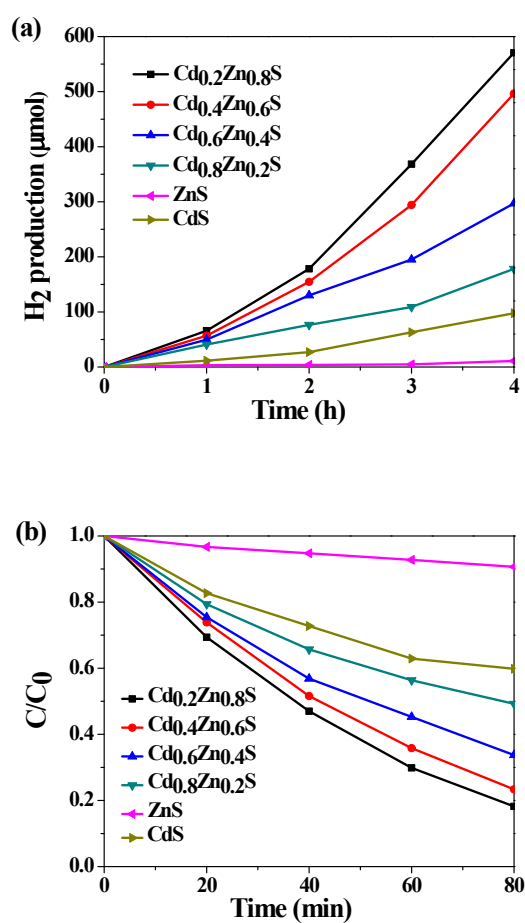 (a)
600
500
400
300
200
100
0
H2 production (μmol)
Cd0.2Zn0.8S
Cd0.4Zn0.6S
Cd0.6Zn0.4S
Cd0.8Zn0.2S
ZnS
CdS
0 1 2 3 4
Time (h)
(b)
1.0
0.8
0.6
0.4
0.2
0.0
C/C0
Cd0.2Zn0.8S
Cd0.4Zn0.6S
Cd0.6Zn0.4S
Cd0.8Zn0.2S
ZnS
CdS
0 20 40 60 80
Time (min)